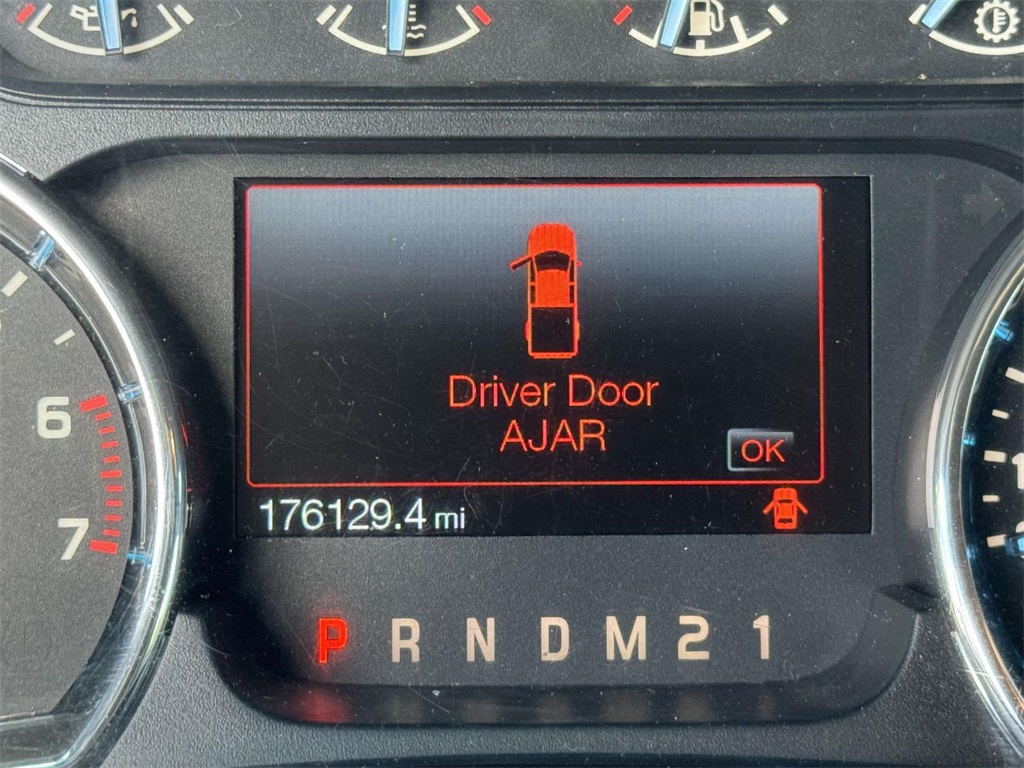 Driver Door
AJAR
OK
6
176129.4 mi
7
P R N D M 2 1